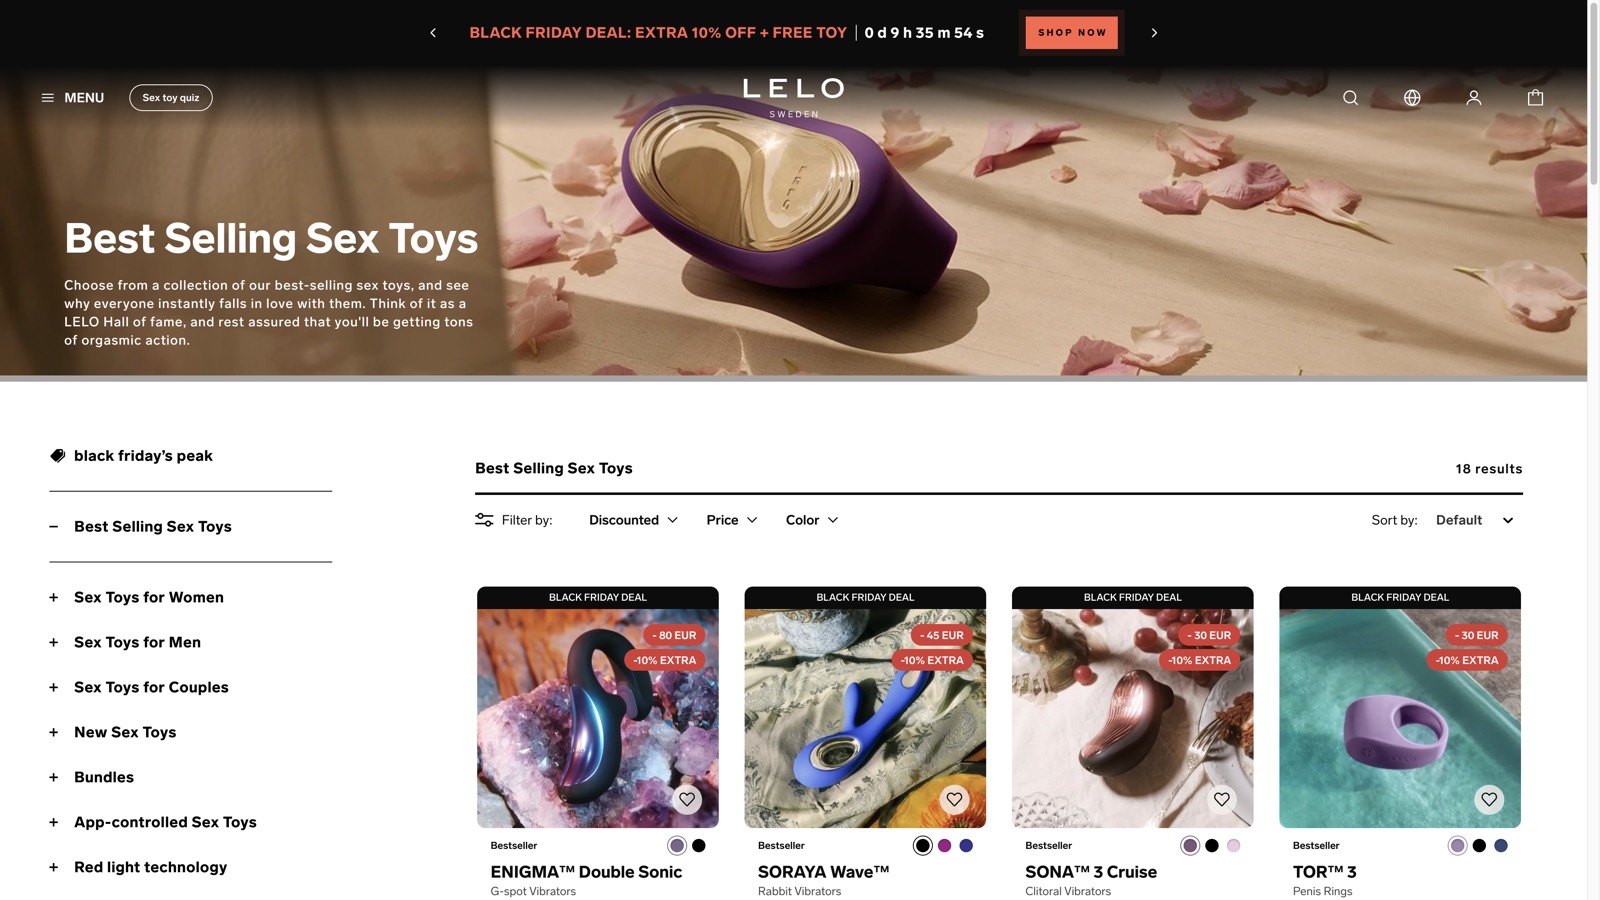 BLACK FRIDAY DEAL: EXTRA 10% OFF + FREE TOY 0 d 9 h 35 m 54 s
SHOP NOW
MENU
Sex toy quiz
LELO
SWEDEN
LELO
Best Selling Sex Toys
Choose from a collection of our best-selling sex toys, and see
why everyone instantly falls in love with them. Think of it as a
LELO Hall of fame, and rest assured that you'll be getting tons
of orgasmic action.
black friday’s peak
Best Selling Sex Toys
Sex Toys for Women
Sex Toys for Men
Sex Toys for Couples
New Sex Toys
Bundles
App-controlled Sex Toys
Red light technology
Best Selling Sex Toys
18 results
Filter by:
Discounted
Price
Color
Sort by:
Default
BLACK FRIDAY DEAL
- 80 EUR
-10% EXTRA
Bestseller
ENIGMA™ Double Sonic
G-spot Vibrators
BLACK FRIDAY DEAL
- 45 EUR
-10% EXTRA
Bestseller
SORAYA Wave™
Rabbit Vibrators
BLACK FRIDAY DEAL
- 30 EUR
-10% EXTRA
Bestseller
SONA™ 3 Cruise
Clitoral Vibrators
BLACK FRIDAY DEAL
- 30 EUR
-10% EXTRA
Bestseller
TOR™ 3
Penis Rings